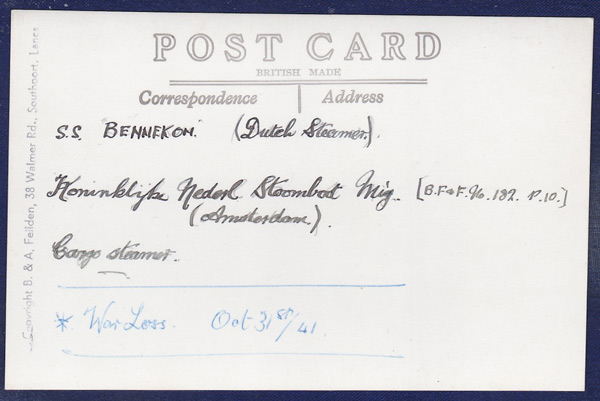 POST CARD
BRITISH MADE
Correspondence | Address
S.S. BENNEKOM. (Dutch Steamer).
Koninklijke Nederl Stoomboot Mij. [B.F&F. No. 182. P.10.]
(Amsterdam).
Cargo steamer.
* War Loss. Oct 31st/41.
Copyright B. & A. Feilden, 38 Walmer Rd., Southport, Lancs